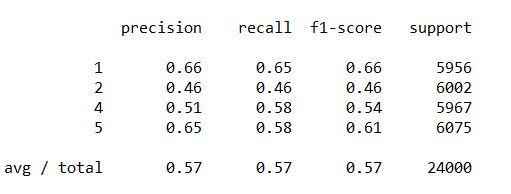 precision recall f1-score support
1 0.66 0.65 0.66 5956
2 0.46 0.46 0.46 6002
4 0.51 0.58 0.54 5967
5 0.65 0.58 0.61 6075
avg / total 0.57 0.57 0.57 24000